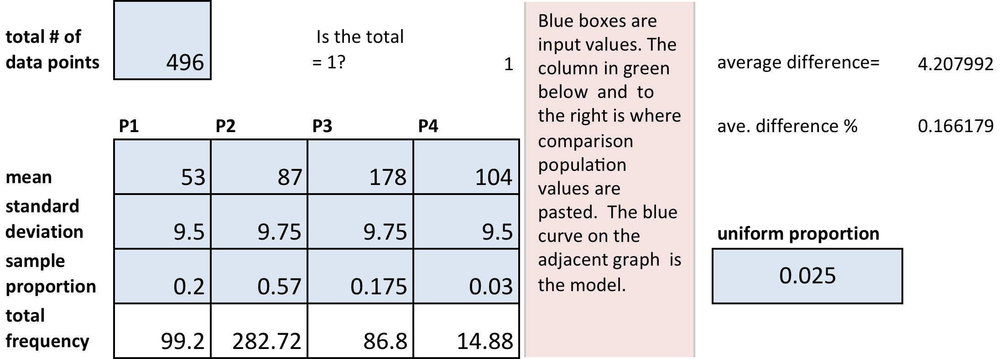 total # of
data points
496
Is the total
= 1?
1
P1 P2 P3 P4
mean 53 87 178 104
standard
deviation 9.5 9.75 9.75 9.5
sample
proportion 0.2 0.57 0.175 0.03
total
frequency 99.2 282.72 86.8 14.88
Blue boxes are
input values. The
column in green
below and to
the right is where
comparison
population
values are
pasted. The blue
curve on the
adjacent graph is
the model.
average difference= 4.207992
ave. difference % 0.166179
uniform proportion
0.025